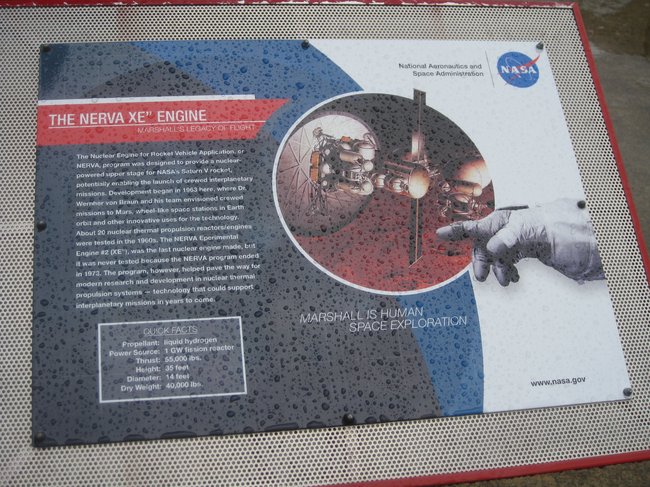 National Aeronautics and
Space Administration
NASA
THE NERVA XE" ENGINE
MARSHALL'S LEGACY OF FLIGHT
The Nuclear Engine for Rocket Vehicle Application, or
NERVA, program was designed to provide a nuclear
powered upper stage for NASA's Saturn V rocket,
potentially enabling the launch of crewed interplanetary
missions. Development began in 1963 here, where Dr.
Wernher von Braun and his team envisioned crewed
missions to Mars, wheel-like space stations in Earth
orbit and other innovative uses for the technology.
About 20 nuclear thermal propulsion reactors/engines
were tested in the 1960s. The NERVA Eperimental
Engine #2 (XE"), was the last nuclear engine made, but
it was never tested because the NERVA program ended
in 1973. The program, however, helped pave the way for
modern research and development in nuclear thermal
propulsion systems — technology that could support
interplanetary missions in years to come.
MARSHALL IS HUMAN
SPACE EXPLORATION
QUICK FACTS
Propellant: liquid hydrogen
Power Source: 1 GW fission reactor
Thrust: 55,000 lbs.
Height: 35 feet
Diameter: 14 feet
Dry Weight: 40,000 lbs.
www.nasa.gov